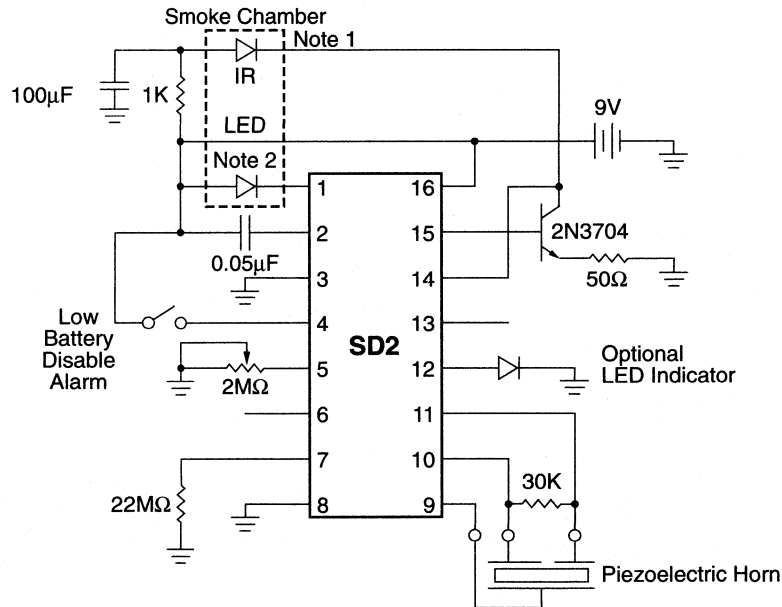 Smoke Chamber
Note 1
IR
100µF
1K
LED
9V
Note 2
1
16
2
15
2N3704
0.05µF
3
14
50Ω
Low
Battery
Disable
Alarm
4
13
SD2
5
12
Optional
LED Indicator
2MΩ
6
11
7
10
30K
22MΩ
8
9
Piezoelectric Horn